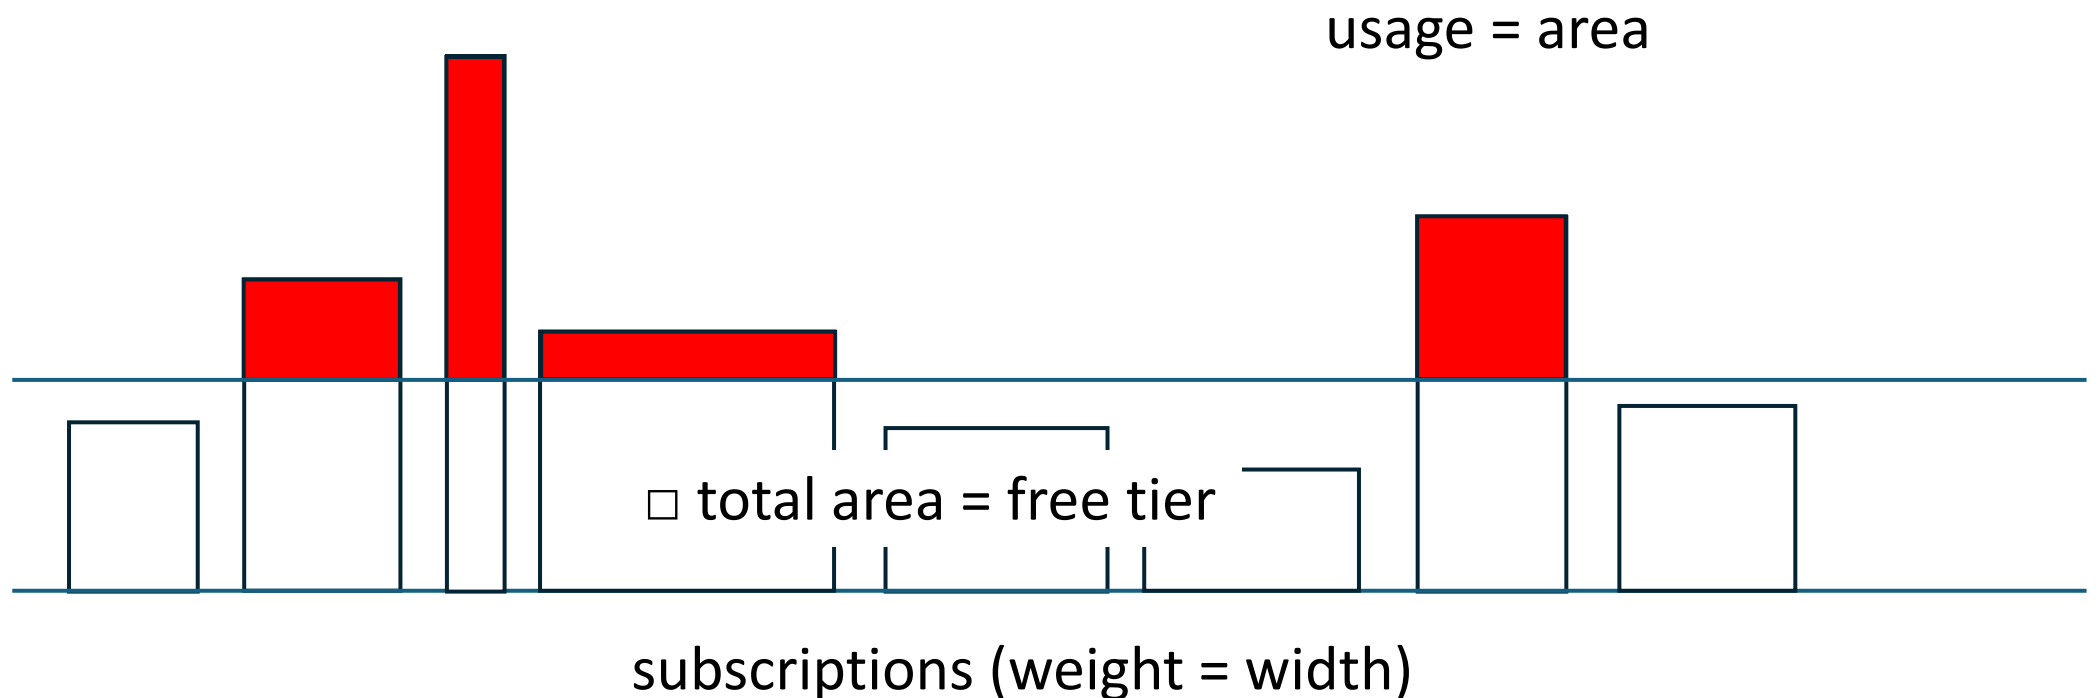 usage = area
□ total area = free tier
subscriptions (weight = width)